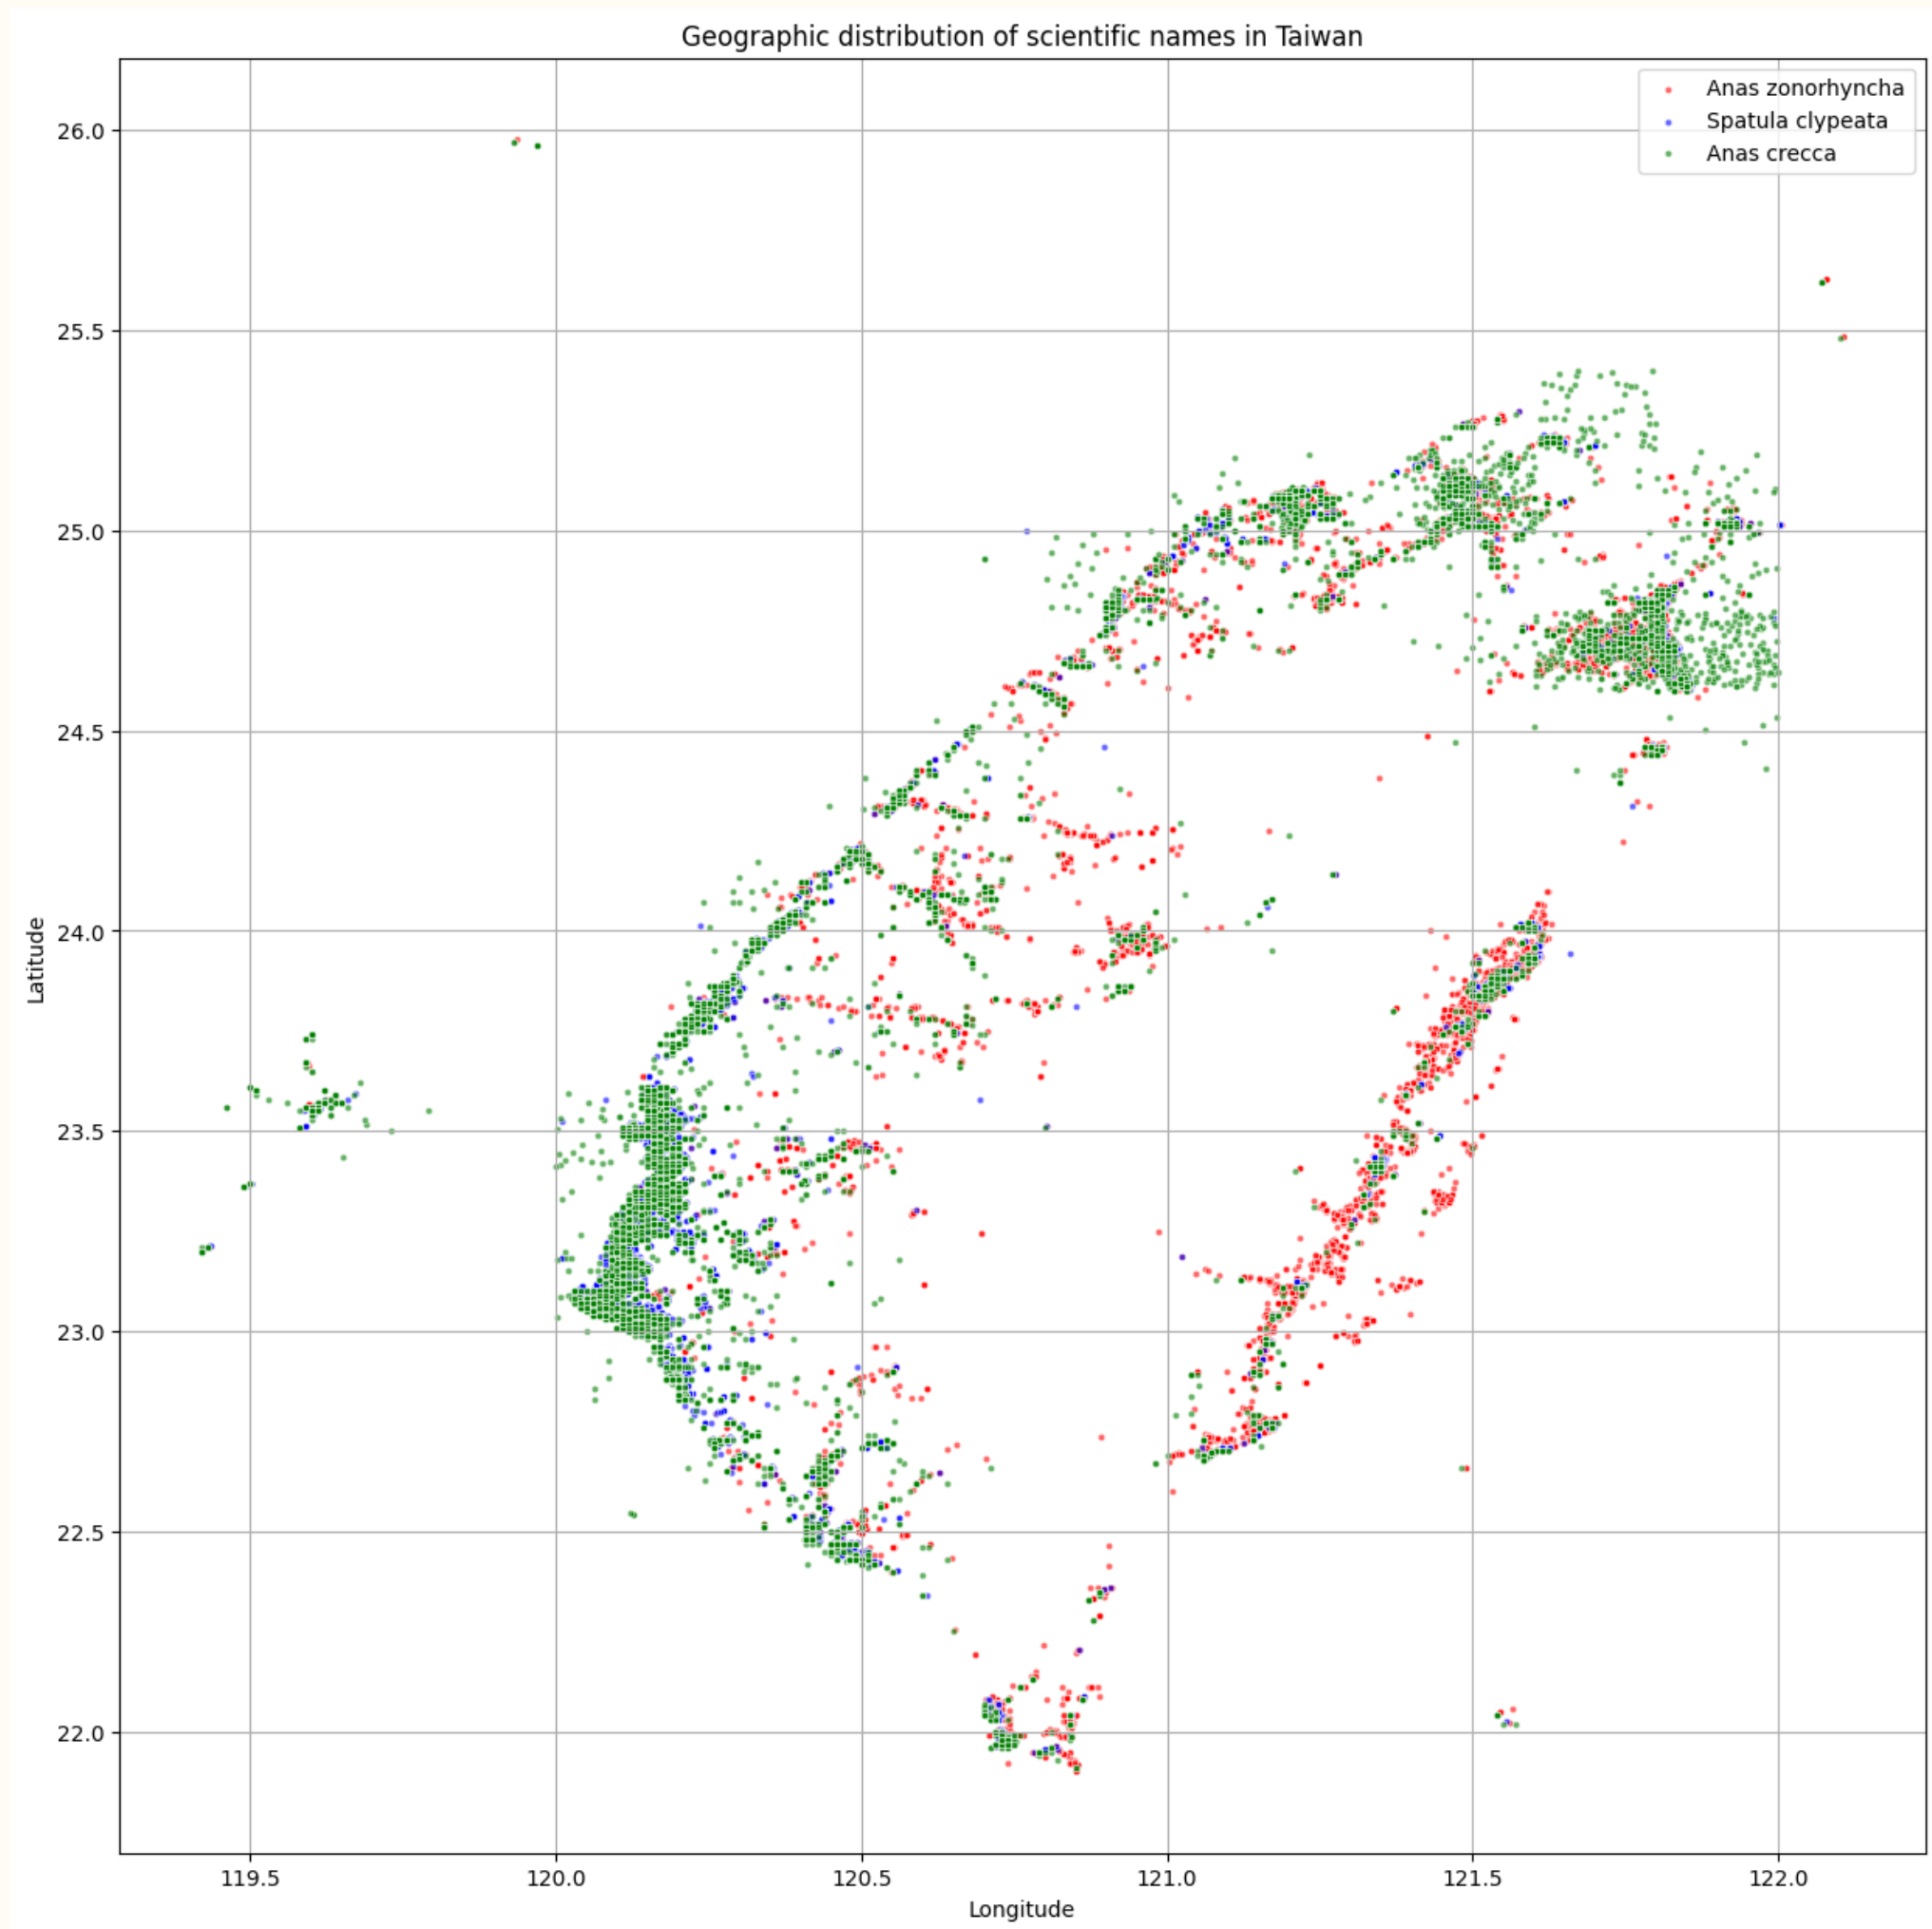 Geographic distribution of scientific names in Taiwan
Anas zonorhyncha
Spatula clypeata
Anas crecca
26.0
25.5
25.0
24.5
24.0
23.5
23.0
22.5
22.0
Latitude
119.5 120.0 120.5 121.0 121.5 122.0
Longitude